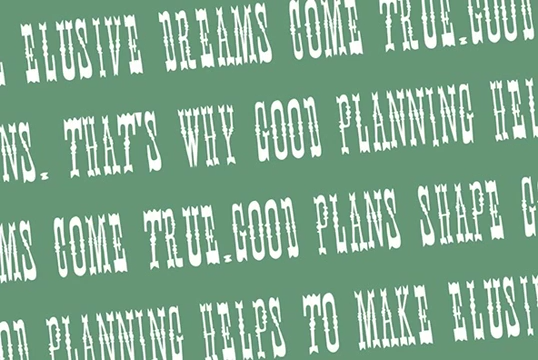 ELUSIVE DREAMS COME TRUE.GOOD
NS. THAT'S WHY GOOD PLANNING HEL
MS COME TRUE.GOOD PLANS SHAPE G
OD PLANNING HELPS TO MAKE ELUSI